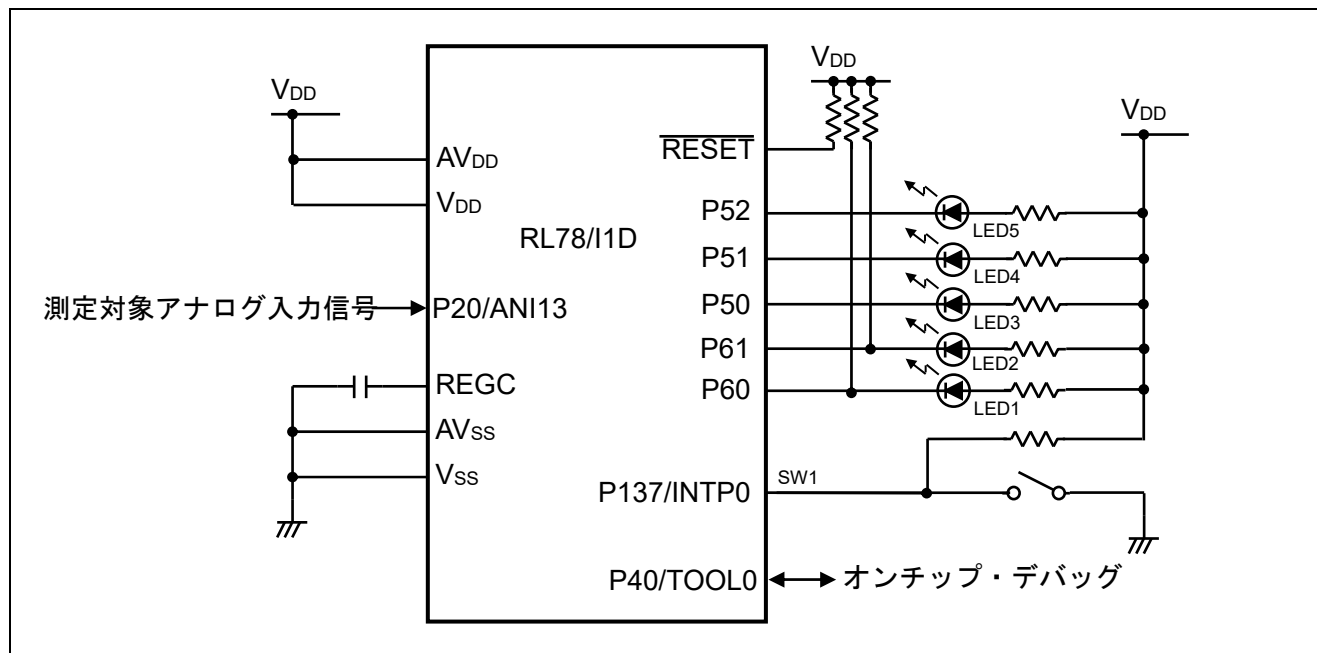 VDD
AVDD
VDD
RL78/I1D
測定対象アナログ入力信号
P20/ANI13
REGC
AVSS
VSS
VDD
RESET
P52
P51
P50
P61
P60
P137/INTP0
SW1
P40/TOOL0
オンチップ・デバッグ
VDD
LED5
LED4
LED3
LED2
LED1